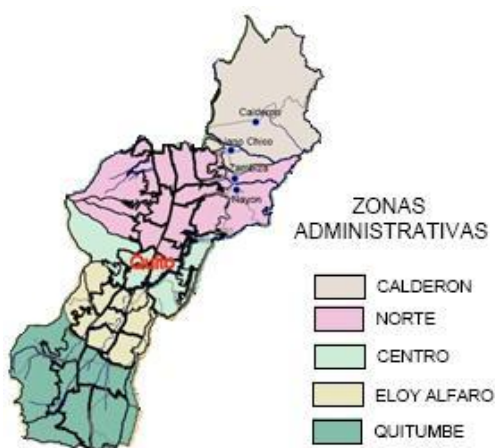 Calderon
Zambiza
Nayon
Quito
ZONAS
ADMINISTRATIVAS
CALDERON
NORTE
CENTRO
ELOY ALFARO
QUITUMBE